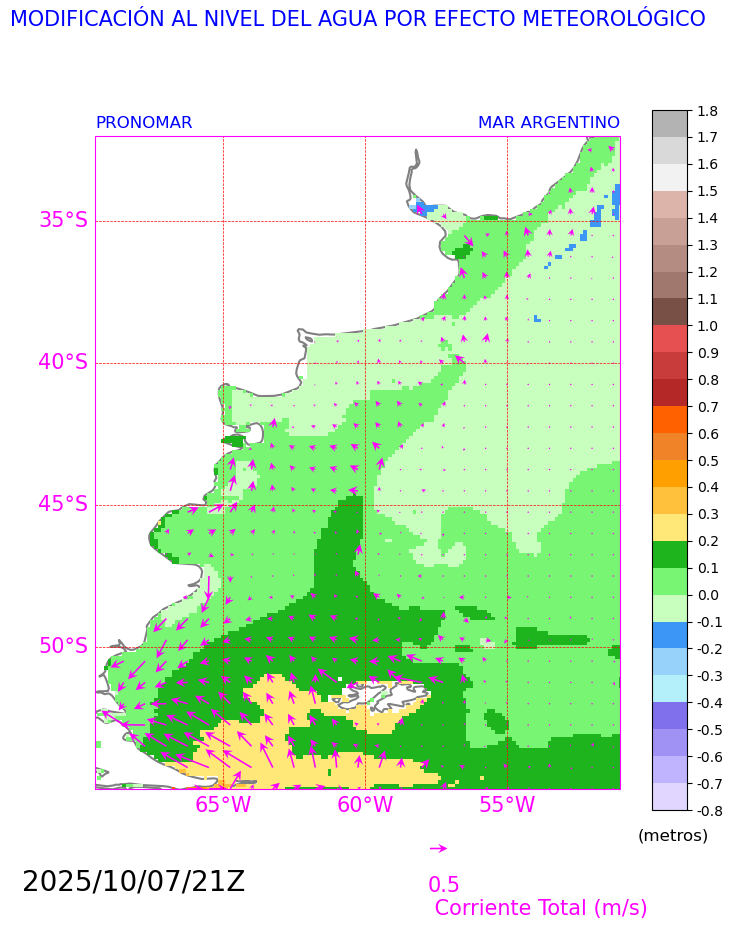 MODIFICACIÓN AL NIVEL DEL AGUA POR EFECTO METEOROLÓGICO
PRONOMAR
MAR ARGENTINO
35°S
40°S
45°S
50°S
65°W
60°W
55°W
1.8
1.7
1.6
1.5
1.4
1.3
1.2
1.1
1.0
0.9
0.8
0.7
0.6
0.5
0.4
0.3
0.2
0.1
0.0
-0.1
-0.2
-0.3
-0.4
-0.5
-0.6
-0.7
-0.8
(metros)
2025/10/07/21Z
0.5
Corriente Total (m/s)